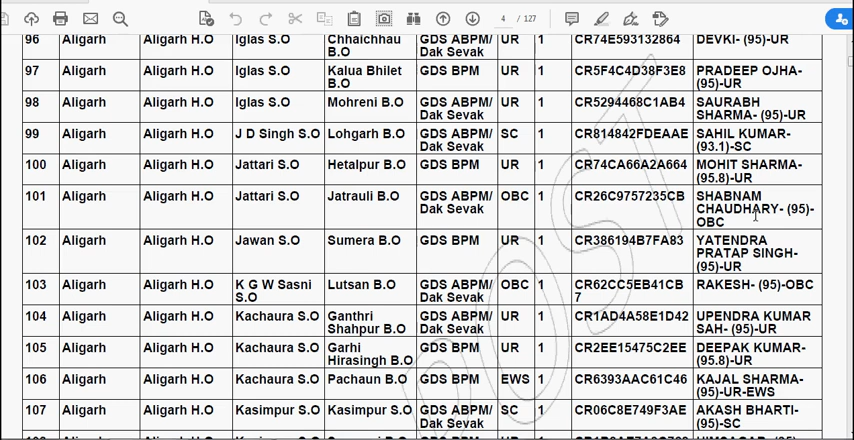 4 / 127
96 Aligarh Aligarh H.O Iglas S.O Chhaichhau B.O GDS ABPM/ Dak Sevak UR 1 CR74E593132864 DEVKI- (95)-UR
97 Aligarh Aligarh H.O Iglas S.O Kalua Bhilet B.O GDS BPM UR 1 CR5F4C4D38F3E8 PRADEEP OJHA- (95)-UR
98 Aligarh Aligarh H.O Iglas S.O Mohreni B.O GDS ABPM/ Dak Sevak UR 1 CR5294468C1AB4 SAURABH SHARMA- (95)-UR
99 Aligarh Aligarh H.O J D Singh S.O Lohgarh B.O GDS ABPM/ Dak Sevak SC 1 CR814842FDEAAE SAHIL KUMAR- (93.1)-SC
100 Aligarh Aligarh H.O Jattari S.O Hetalpur B.O GDS BPM UR 1 CR74CA66A2A664 MOHIT SHARMA- (95.8)-UR
101 Aligarh Aligarh H.O Jattari S.O Jatrauli B.O GDS ABPM/ Dak Sevak OBC 1 CR26C9757235CB SHABNAM CHAUDHARY- (95)- OBC
102 Aligarh Aligarh H.O Jawan S.O Sumera B.O GDS BPM UR 1 CR386194B7FA83 YATENDRA PRATAP SINGH- (95)-UR
103 Aligarh Aligarh H.O K G W Sasni S.O Lutsan B.O GDS ABPM/ Dak Sevak OBC 1 CR62CC5EB41CB 7 RAKESH- (95)-OBC
104 Aligarh Aligarh H.O Kachaura S.O Ganthri Shahpur B.O GDS ABPM/ Dak Sevak UR 1 CR1AD4A58E1D42 UPENDRA KUMAR SAH- (95)-UR
105 Aligarh Aligarh H.O Kachaura S.O Garhi Hirasingh B.O GDS BPM UR 1 CR2EE15475C2EE DEEPAK KUMAR- (95.8)-UR
106 Aligarh Aligarh H.O Kachaura S.O Pachaun B.O GDS BPM EWS 1 CR6393AAC61C46 KAJAL SHARMA- (95)-UR-EWS
107 Aligarh Aligarh H.O Kasimpur S.O Kasimpur S.O GDS ABPM/ Dak Sevak SC 1 CR06C8E749F3AE AKASH BHARTI- (95)-SC